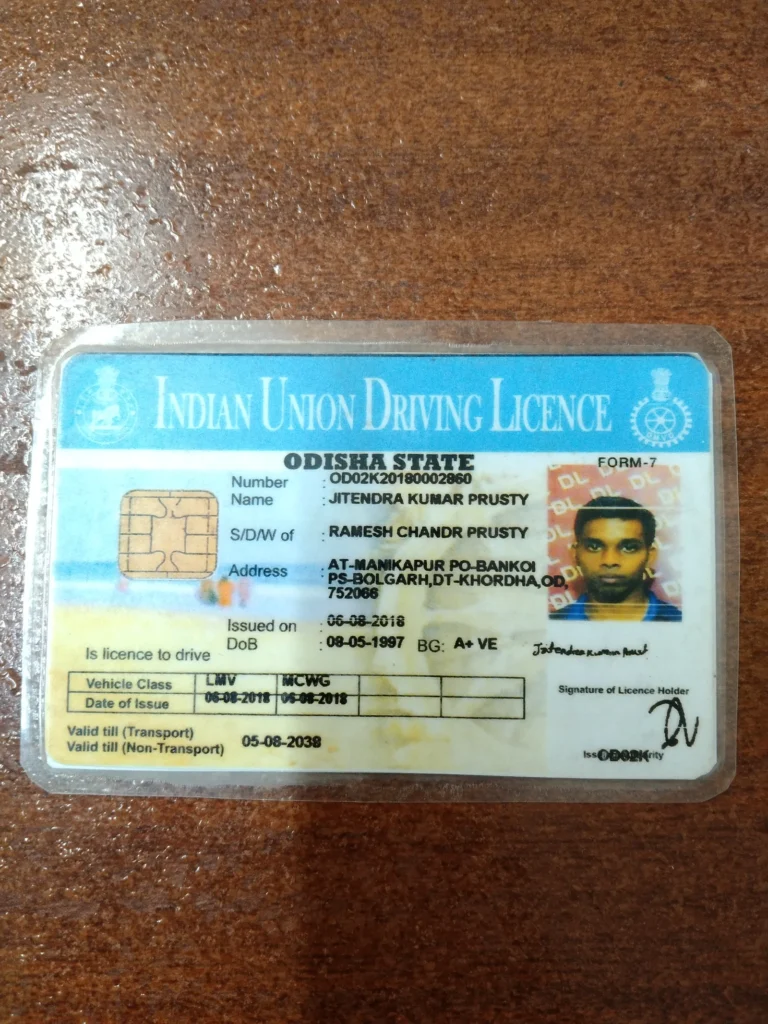 INDIAN UNION DRIVING LICENCE
ODISHA STATE
FORM-7
Number : OD02K20180002860
Name : JITENDRA KUMAR PRUSTY
S/D/W of : RAMESH CHANDR PRUSTY
Address : AT-MANIKAPUR PO-BANKOI
PS-BOLGARH,DT-KHORDHA,OD,
752066
Issued on : 06-08-2018
DoB : 08-05-1997 BG: A+ VE
Is licence to drive
Vehicle Class LMV MCWG
Date of Issue 06-08-2018 06-08-2018
Signature of Licence Holder
Valid till (Transport)
Valid till (Non-Transport) 05-08-2038
OD02K